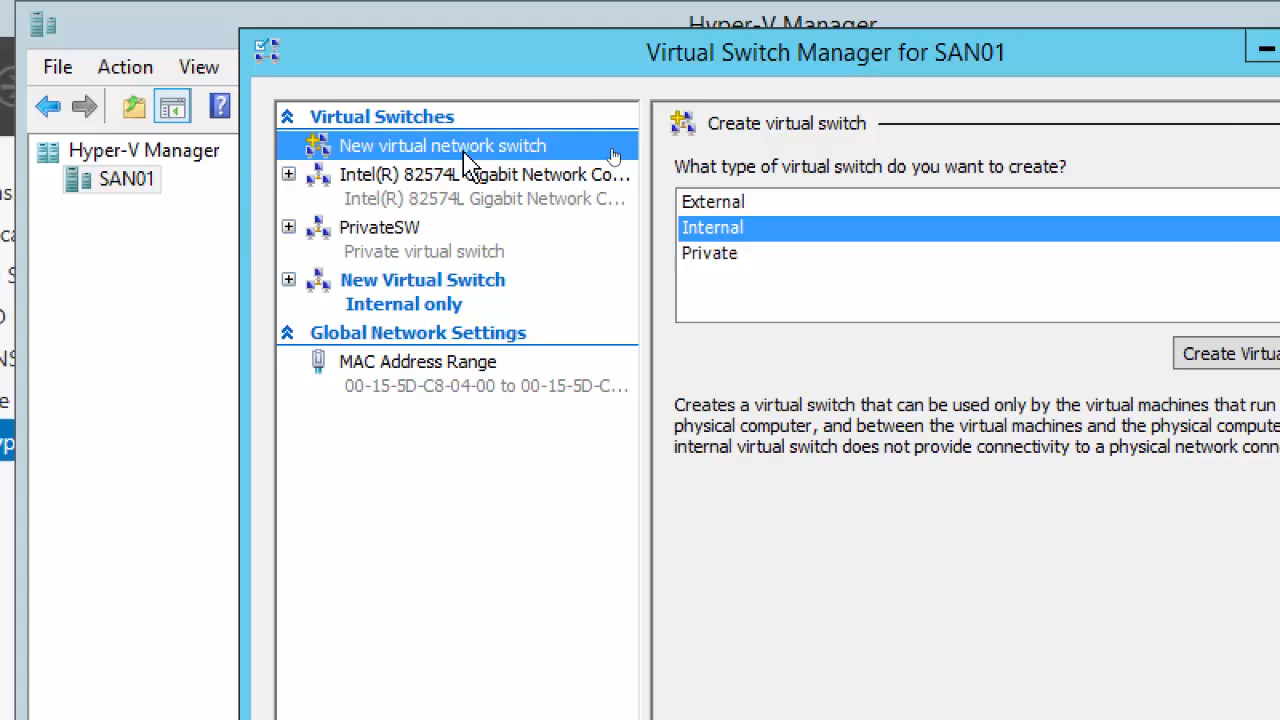 Hyper-V Manager
Virtual Switch Manager for SAN01
File Action View
Hyper-V Manager
SAN01
Virtual Switches
New virtual network switch
Intel(R) 82574L Gigabit Network Co...
Intel(R) 82574L Gigabit Network C...
PrivateSW
Private virtual switch
New Virtual Switch
Internal only
Global Network Settings
MAC Address Range
00-15-5D-C8-04-00 to 00-15-5D-C...
Create virtual switch
What type of virtual switch do you want to create?
External
Internal
Private
Create Virtua
Creates a virtual switch that can be used only by the virtual machines that run
physical computer, and between the virtual machines and the physical compute
internal virtual switch does not provide connectivity to a physical network conn